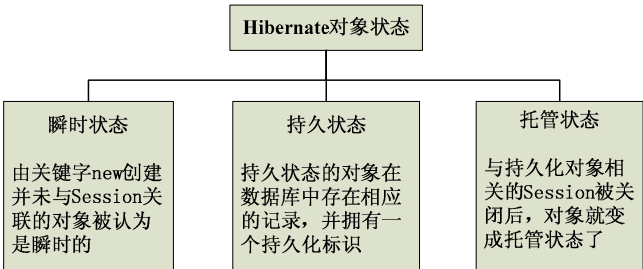 Hibernate对象状态
瞬时状态
由关键字new创建
并未与Session关
联的对象被认为
是瞬时的
持久状态
持久状态的对象在
数据库中存在相应
的记录，并拥有一
个持久化标识
托管状态
与持久化对象相
关的Session被关
闭后，对象就变
成托管状态了